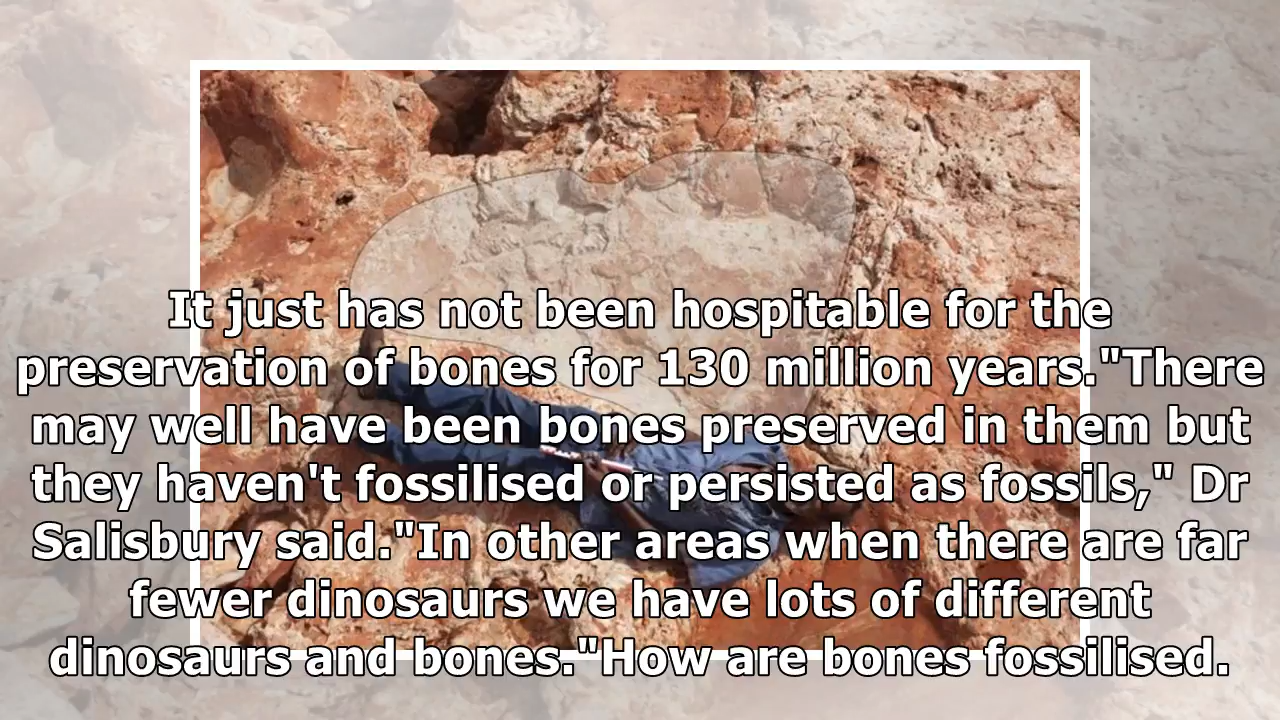 It just has not been hospitable for the
preservation of bones for 130 million years."There
may well have been bones preserved in them but
they haven't fossilised or persisted as fossils," Dr
Salisbury said."In other areas when there are far
fewer dinosaurs we have lots of different
dinosaurs and bones."How are bones fossilised.